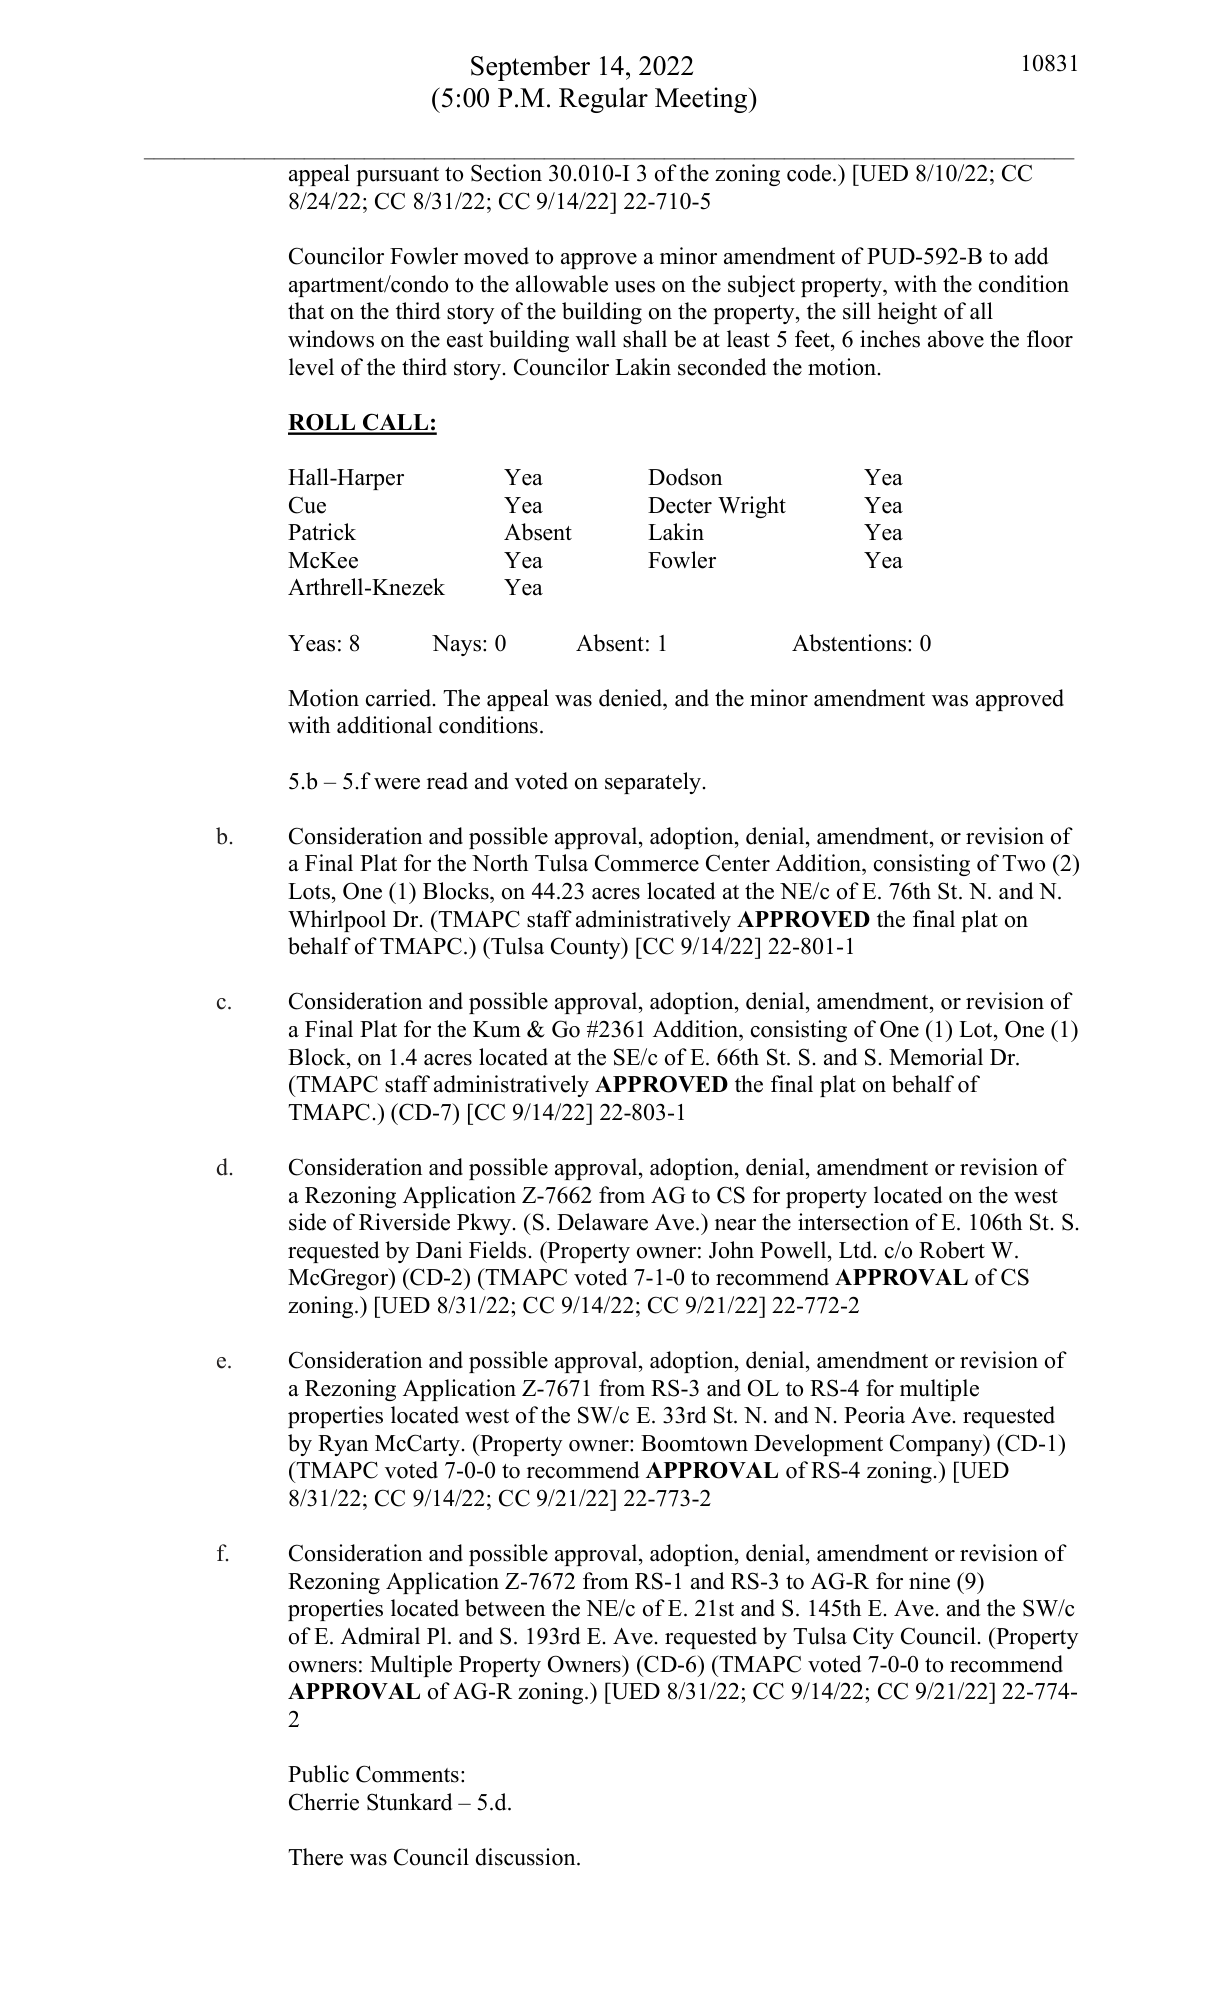 September 14, 2022 10831
(5:00 P.M. Regular Meeting)
appeal pursuant to Section 30.010-I 3 of the zoning code.) [UED 8/10/22; CC
8/24/22; CC 8/31/22; CC 9/14/22] 22-710-5
Councilor Fowler moved to approve a minor amendment of PUD-592-B to add
apartment/condo to the allowable uses on the subject property, with the condition
that on the third story of the building on the property, the sill height of all
windows on the east building wall shall be at least 5 feet, 6 inches above the floor
level of the third story. Councilor Lakin seconded the motion.
ROLL CALL:
Hall-Harper Yea Dodson Yea
Cue Yea Decter Wright Yea
Patrick Absent Lakin Yea
McKee Yea Fowler Yea
Arthrell-Knezek Yea
Yeas: 8 Nays: 0 Absent: 1 Abstentions: 0
Motion carried. The appeal was denied, and the minor amendment was approved
with additional conditions.
5.b – 5.f were read and voted on separately.
b. Consideration and possible approval, adoption, denial, amendment, or revision of
a Final Plat for the North Tulsa Commerce Center Addition, consisting of Two (2)
Lots, One (1) Blocks, on 44.23 acres located at the NE/c of E. 76th St. N. and N.
Whirlpool Dr. (TMAPC staff administratively APPROVED the final plat on
behalf of TMAPC.) (Tulsa County) [CC 9/14/22] 22-801-1
c. Consideration and possible approval, adoption, denial, amendment, or revision of
a Final Plat for the Kum & Go #2361 Addition, consisting of One (1) Lot, One (1)
Block, on 1.4 acres located at the SE/c of E. 66th St. S. and S. Memorial Dr.
(TMAPC staff administratively APPROVED the final plat on behalf of
TMAPC.) (CD-7) [CC 9/14/22] 22-803-1
d. Consideration and possible approval, adoption, denial, amendment or revision of
a Rezoning Application Z-7662 from AG to CS for property located on the west
side of Riverside Pkwy. (S. Delaware Ave.) near the intersection of E. 106th St. S.
requested by Dani Fields. (Property owner: John Powell, Ltd. c/o Robert W.
McGregor) (CD-2) (TMAPC voted 7-1-0 to recommend APPROVAL of CS
zoning.) [UED 8/31/22; CC 9/14/22; CC 9/21/22] 22-772-2
e. Consideration and possible approval, adoption, denial, amendment or revision of
a Rezoning Application Z-7671 from RS-3 and OL to RS-4 for multiple
properties located west of the SW/c E. 33rd St. N. and N. Peoria Ave. requested
by Ryan McCarty. (Property owner: Boomtown Development Company) (CD-1)
(TMAPC voted 7-0-0 to recommend APPROVAL of RS-4 zoning.) [UED
8/31/22; CC 9/14/22; CC 9/21/22] 22-773-2
f. Consideration and possible approval, adoption, denial, amendment or revision of
Rezoning Application Z-7672 from RS-1 and RS-3 to AG-R for nine (9)
properties located between the NE/c of E. 21st and S. 145th E. Ave. and the SW/c
of E. Admiral Pl. and S. 193rd E. Ave. requested by Tulsa City Council. (Property
owners: Multiple Property Owners) (CD-6) (TMAPC voted 7-0-0 to recommend
APPROVAL of AG-R zoning.) [UED 8/31/22; CC 9/14/22; CC 9/21/22] 22-774-
2
Public Comments:
Cherrie Stunkard – 5.d.
There was Council discussion.